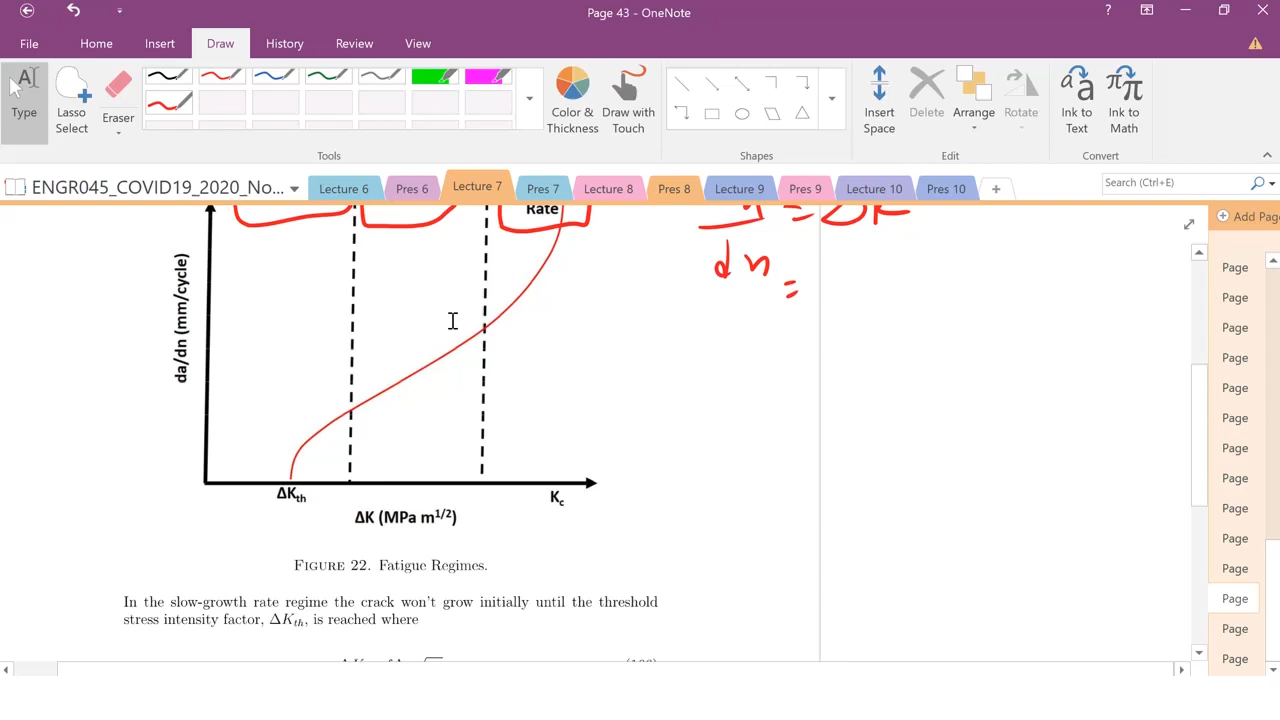 Page 43 - OneNote
?
File Home Insert Draw History Review View
Type
Lasso Select
Eraser
Color & Thickness
Draw with Touch
Insert Space
Delete
Arrange
Rotate
Ink to Text
Ink to Math
Tools
Shapes
Edit
Convert
ENGR045_COVID19_2020_No...
Lecture 6 Pres 6 Lecture 7 Pres 7 Lecture 8 Pres 8 Lecture 9 Pres 9 Lecture 10 Pres 10 +
Search (Ctrl+E)
Add Page
Page
Page
Page
Page
Page
Page
Page
Page
Page
Page
Page
Page
Page
Page
Rate
= ΔK
dn
=
da/dn (mm/cycle)
ΔKth
Kc
ΔK (MPa m^1/2)
FIGURE 22. Fatigue Regimes.
In the slow-growth rate regime the crack won't grow initially until the threshold
stress intensity factor, ΔKth, is reached where